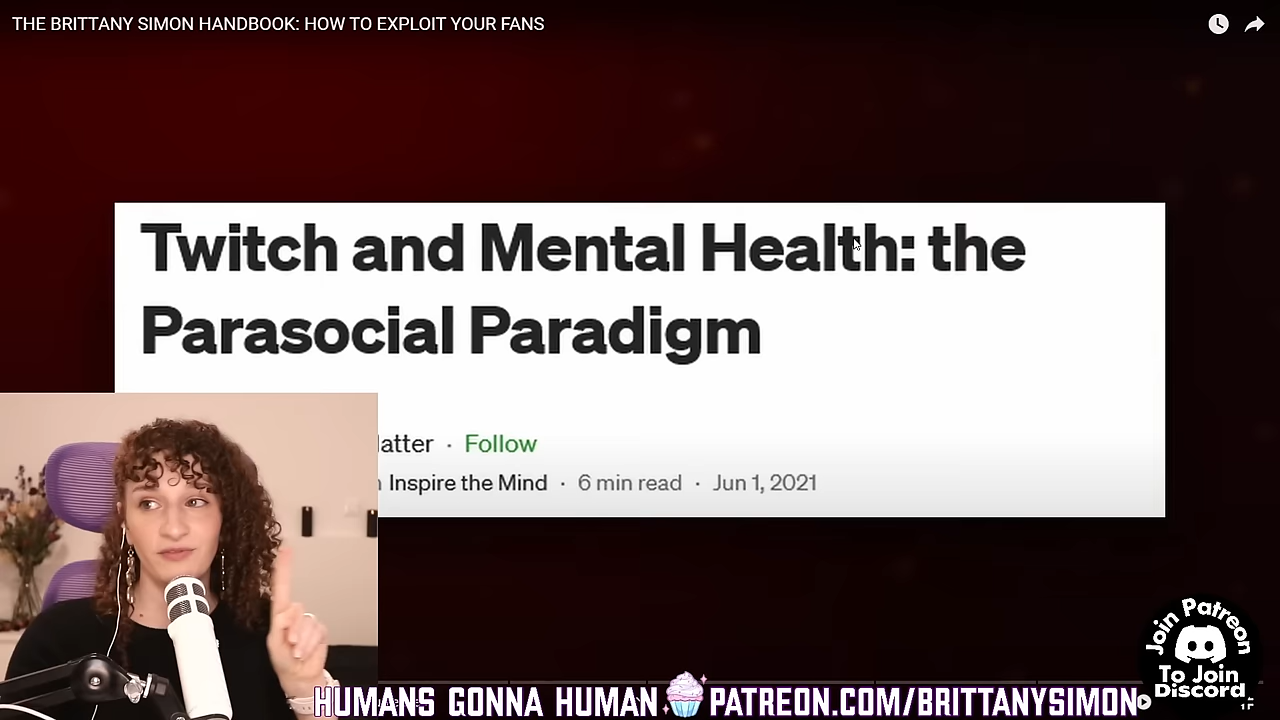 THE BRITTANY SIMON HANDBOOK: HOW TO EXPLOIT YOUR FANS
Twitch and Mental Health: the
Parasocial Paradigm
latter · Follow
Inspire the Mind · 6 min read · Jun 1, 2021
Join Patreon
To Join
Discord
HUMANS GONNA HUMAN PATREON.COM/BRITTANYSIMON